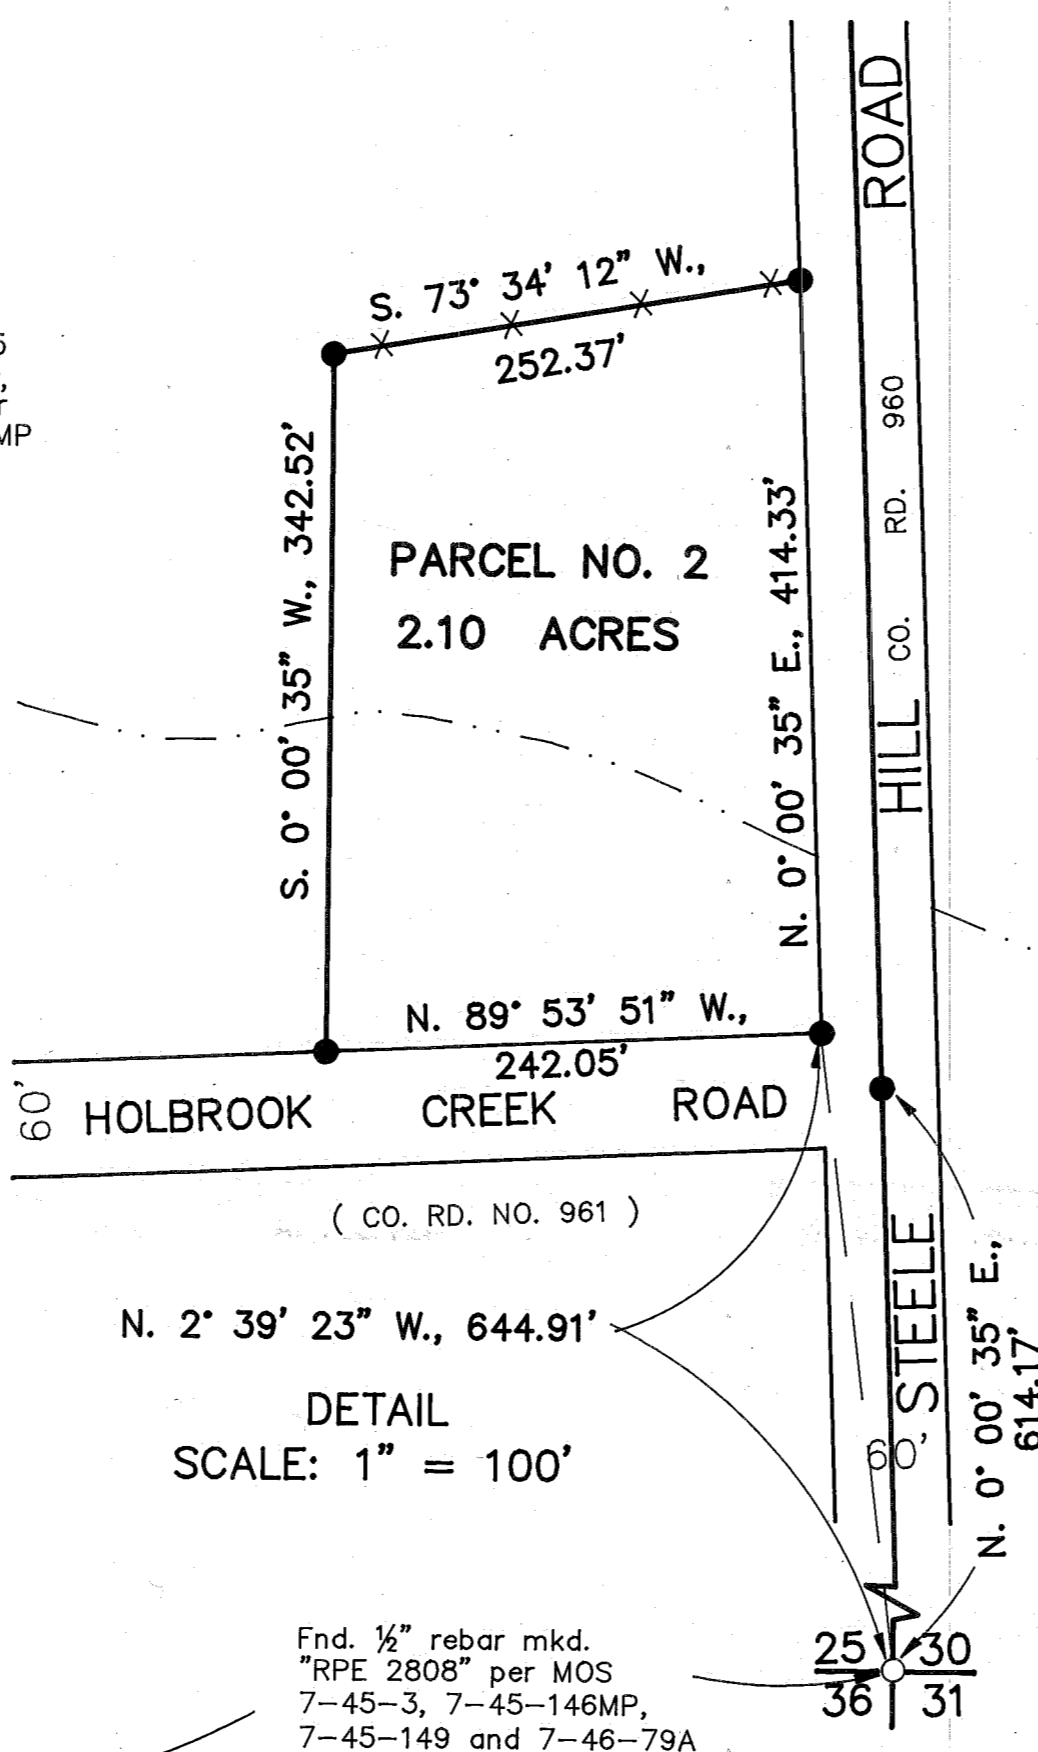 ROAD
S. 73° 34' 12" W.,
252.37'
5
,
r
MP
S. 0° 00' 35" W., 342.52'
PARCEL NO. 2
2.10 ACRES
N. 0° 00' 35" E., 414.33'
CO. RD. 960
HILL
N. 89° 53' 51" W.,
242.05'
60'
HOLBROOK CREEK ROAD
( CO. RD. NO. 961 )
STEELE
N. 0° 00' 35" E.,
614.17'
N. 2° 39' 23" W., 644.91'
DETAIL
SCALE: 1" = 100'
60'
Fnd. ½" rebar mkd.
"RPE 2808" per MOS
7-45-3, 7-45-146MP,
7-45-149 and 7-46-79A
25 30
36 31